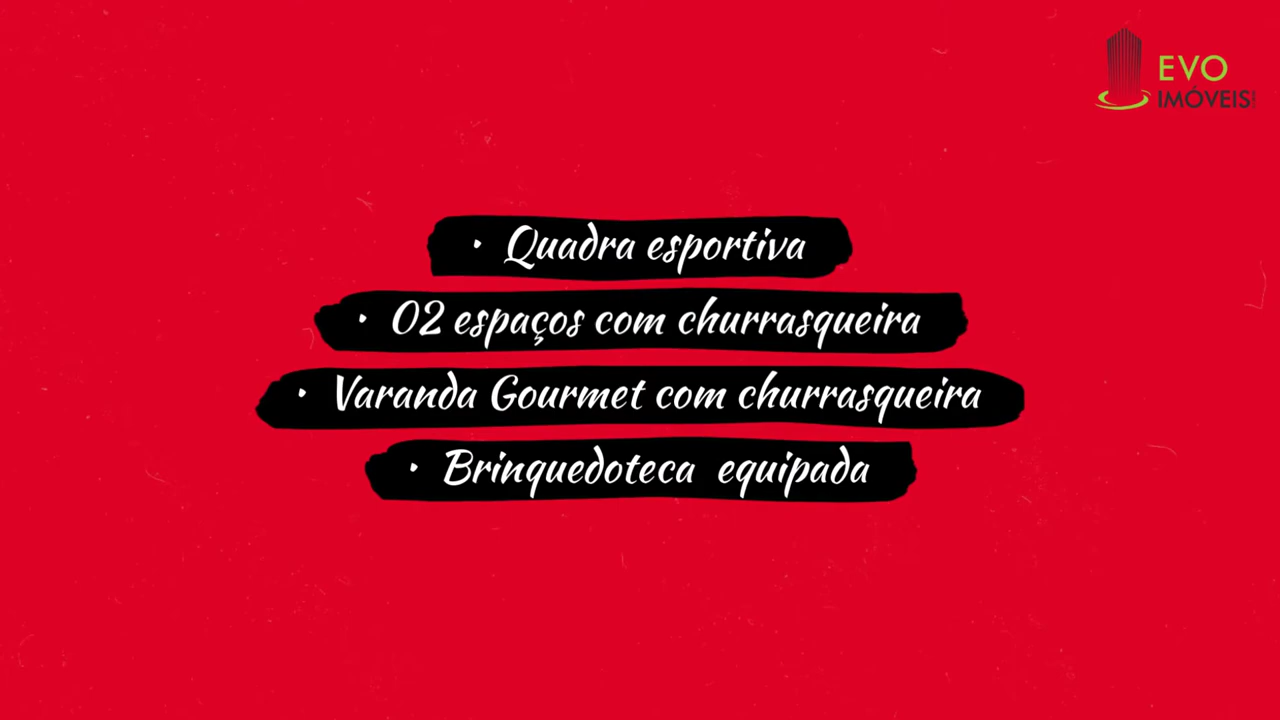 EVO
IMÓVEIS
• Quadra esportiva
• 02 espaços com churrasqueira
• Varanda Gourmet com churrasqueira
• Brinquedoteca equipada